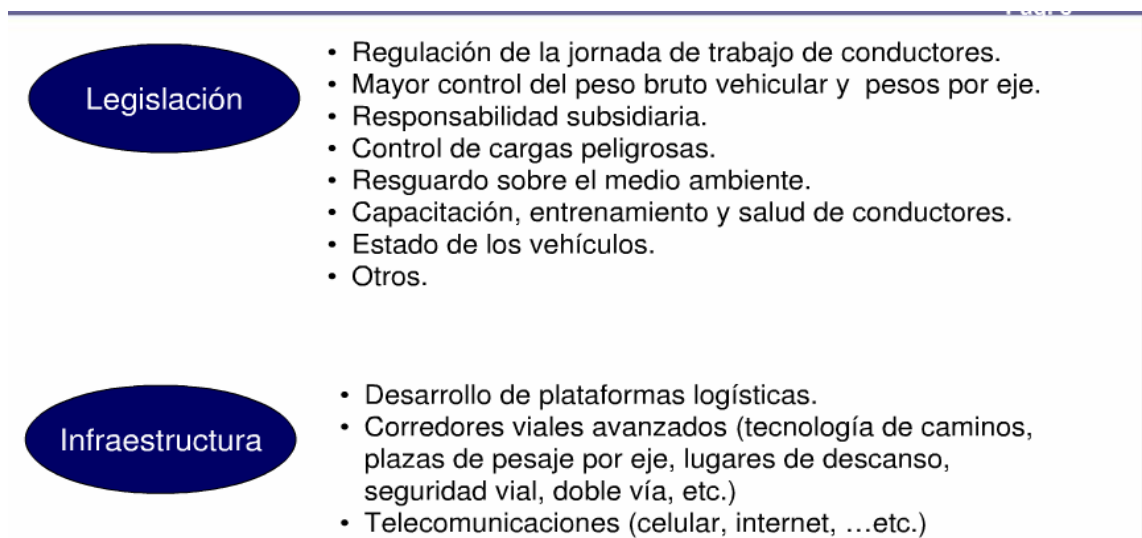 Legislación
• Regulación de la jornada de trabajo de conductores.
• Mayor control del peso bruto vehicular y pesos por eje.
• Responsabilidad subsidiaria.
• Control de cargas peligrosas.
• Resguardo sobre el medio ambiente.
• Capacitación, entrenamiento y salud de conductores.
• Estado de los vehículos.
• Otros.
Infraestructura
• Desarrollo de plataformas logísticas.
• Corredores viales avanzados (tecnología de caminos,
plazas de pesaje por eje, lugares de descanso,
seguridad vial, doble vía, etc.)
• Telecomunicaciones (celular, internet, …etc.)